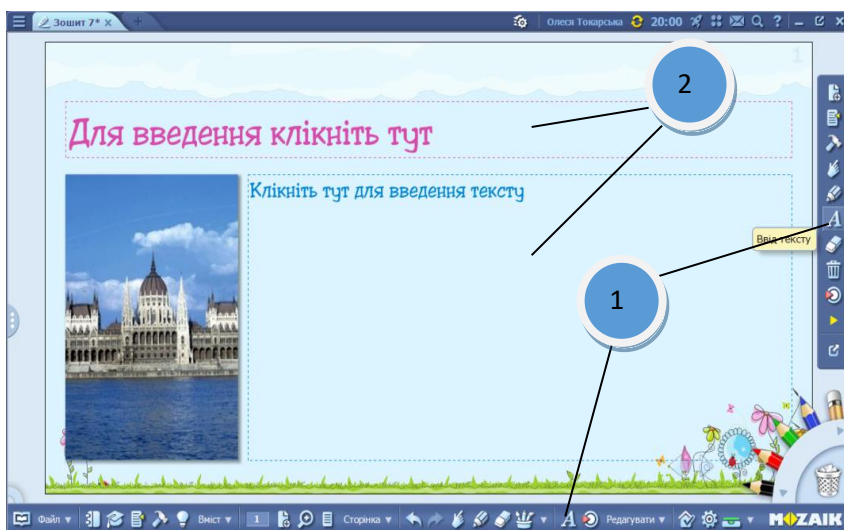 Зошит 7* x
Олеся Токарська 20:00
1
2
Для введення клікніть тут
Клікніть тут для введення тексту
A
Ввід тексту
1
Файл Вміст 1 Сторінка A Редагувати MOZAIK